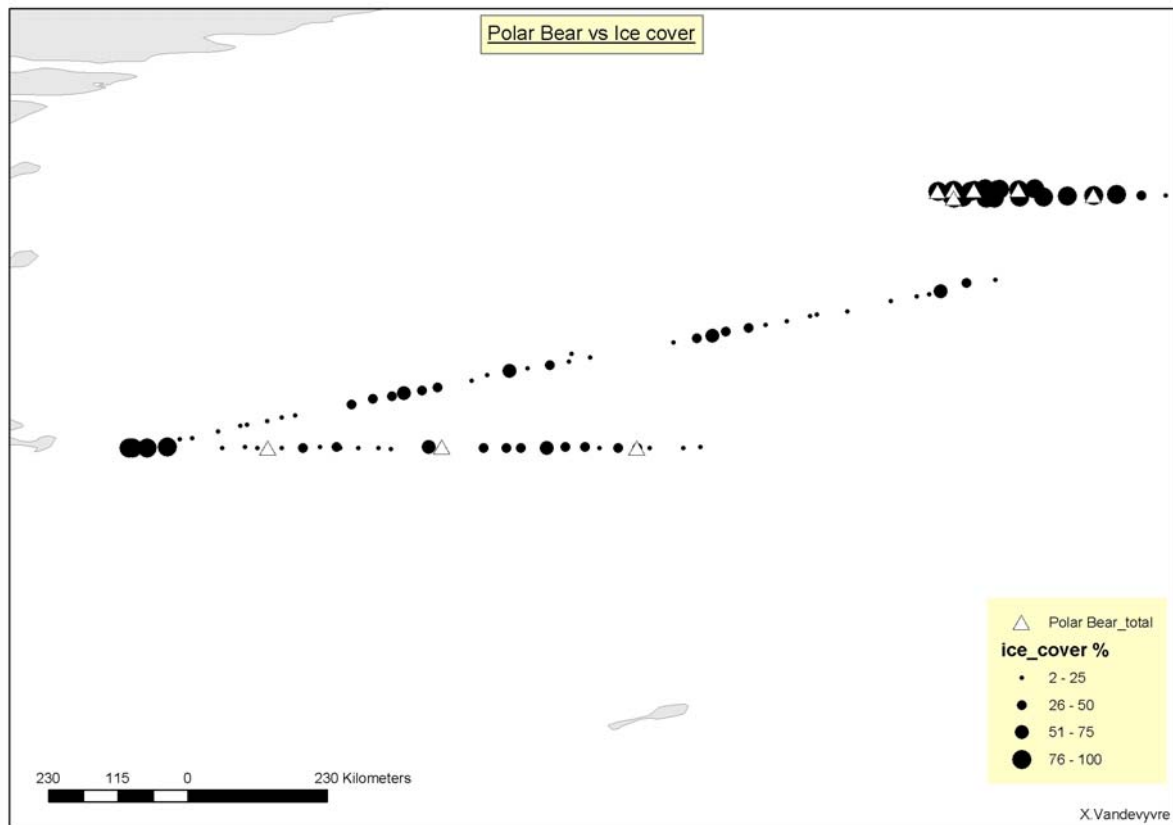 Polar Bear vs Ice cover
Polar Bear_total
ice_cover %
2 - 25
26 - 50
51 - 75
76 - 100
230 115 0 230 Kilometers
X.Vandevyvre